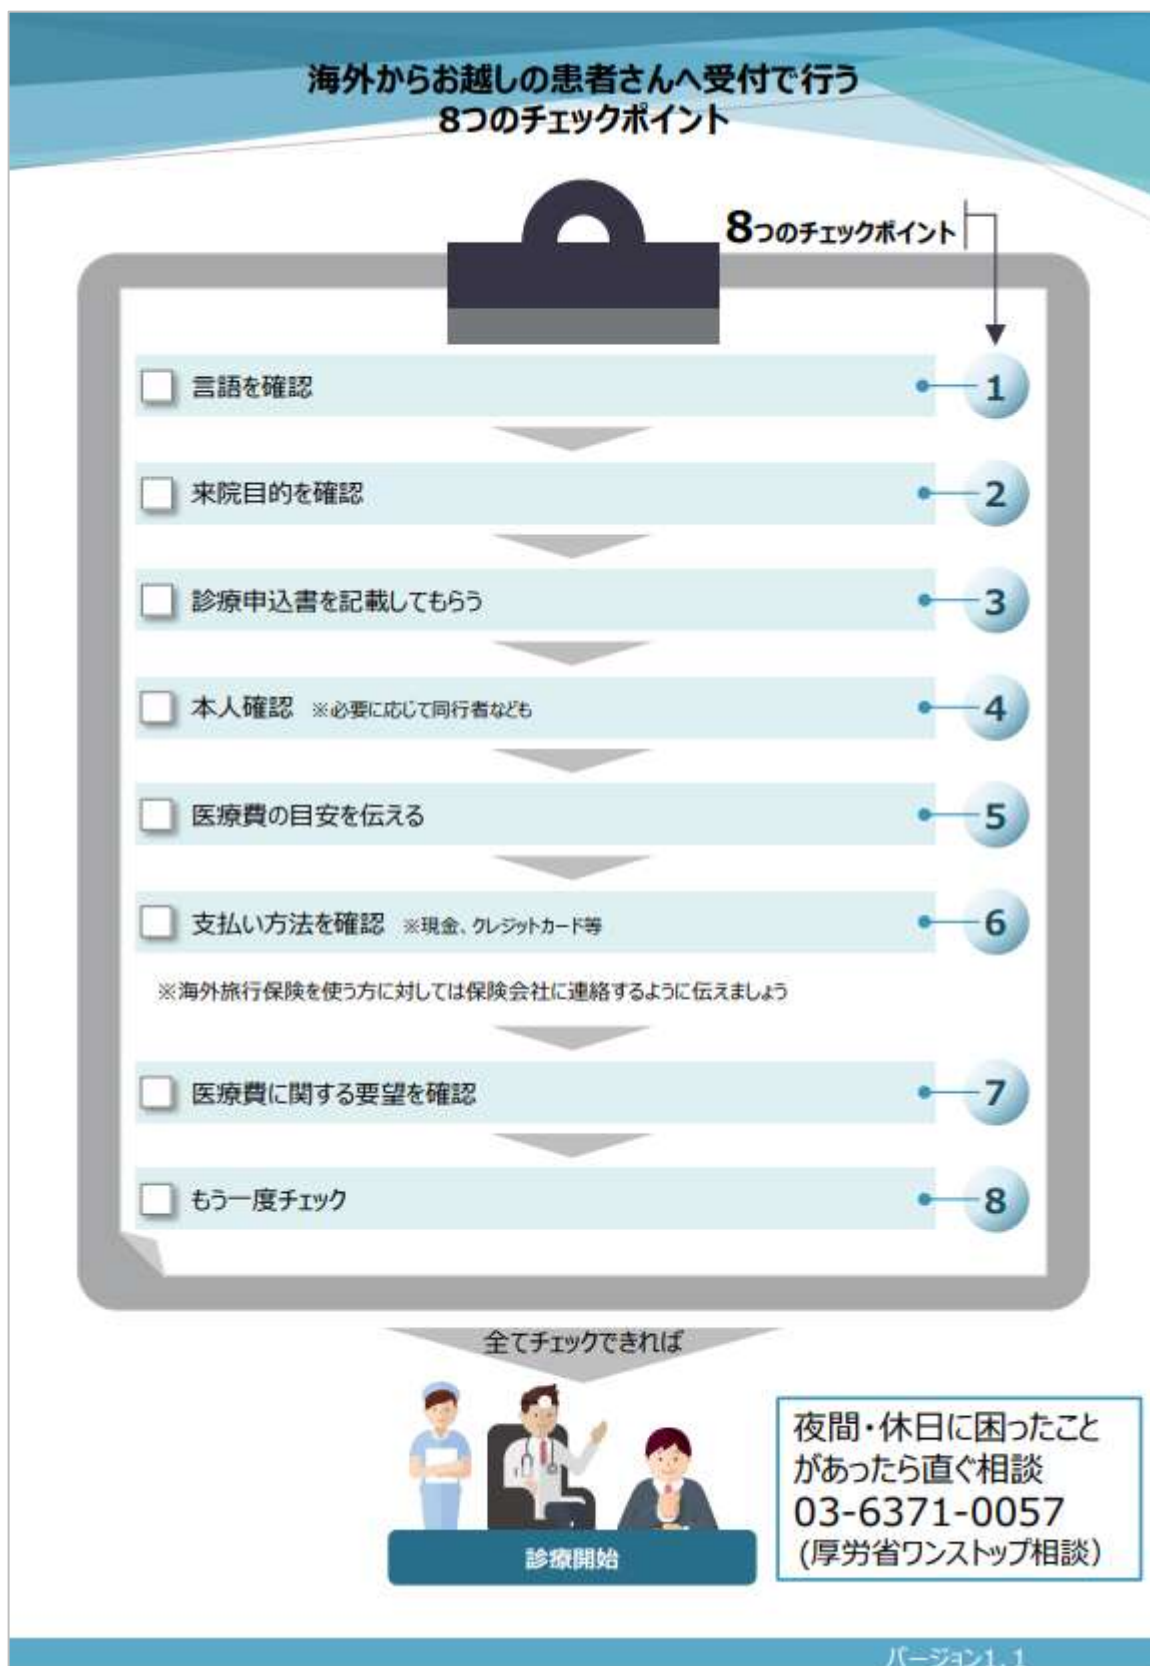 海外からお越しの患者さんへ受付で行う
8つのチェックポイント
8つのチェックポイント
言語を確認
1
来院目的を確認
2
診療申込書を記載してもらう
3
本人確認 ※必要に応じて同行者なども
4
医療費の目安を伝える
5
支払い方法を確認 ※現金、クレジットカード等
6
※海外旅行保険を使う方に対しては保険会社に連絡するように伝えましょう
医療費に関する要望を確認
7
もう一度チェック
8
全てチェックできれば
診療開始
夜間・休日に困ったこと
があったら直ぐ相談
03-6371-0057
(厚労省ワンストップ相談)
バージョン1.1